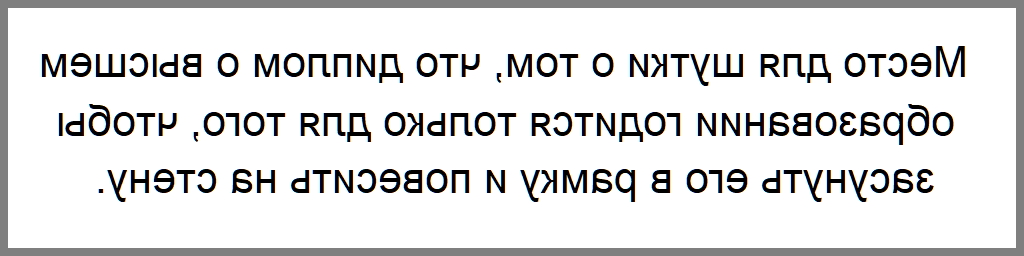 Место для шутки о том, что диплом о высшем
образовании годится только для того, чтобы
засунуть его в рамку и повесить на стену.